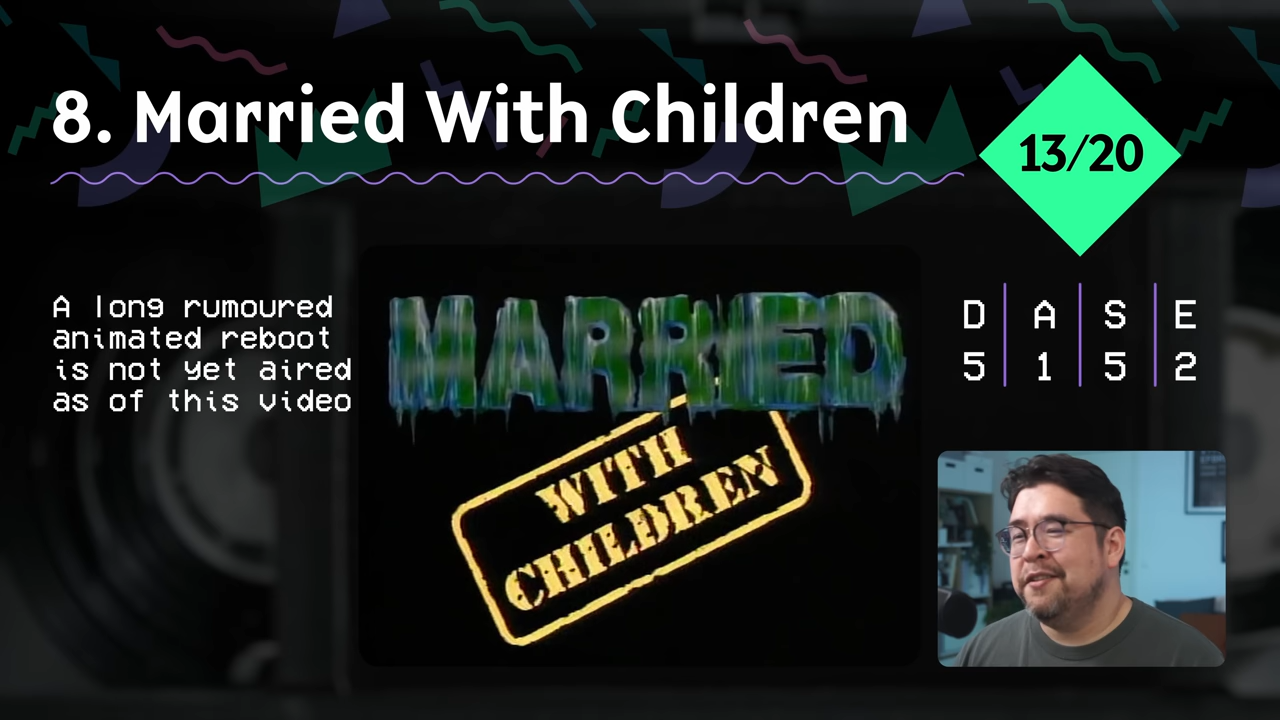 8. Married With Children
13/20
A long rumoured
animated reboot
is not yet aired
as of this video
MARRIED
WITH
CHILDREN
D A S E
5 1 5 2